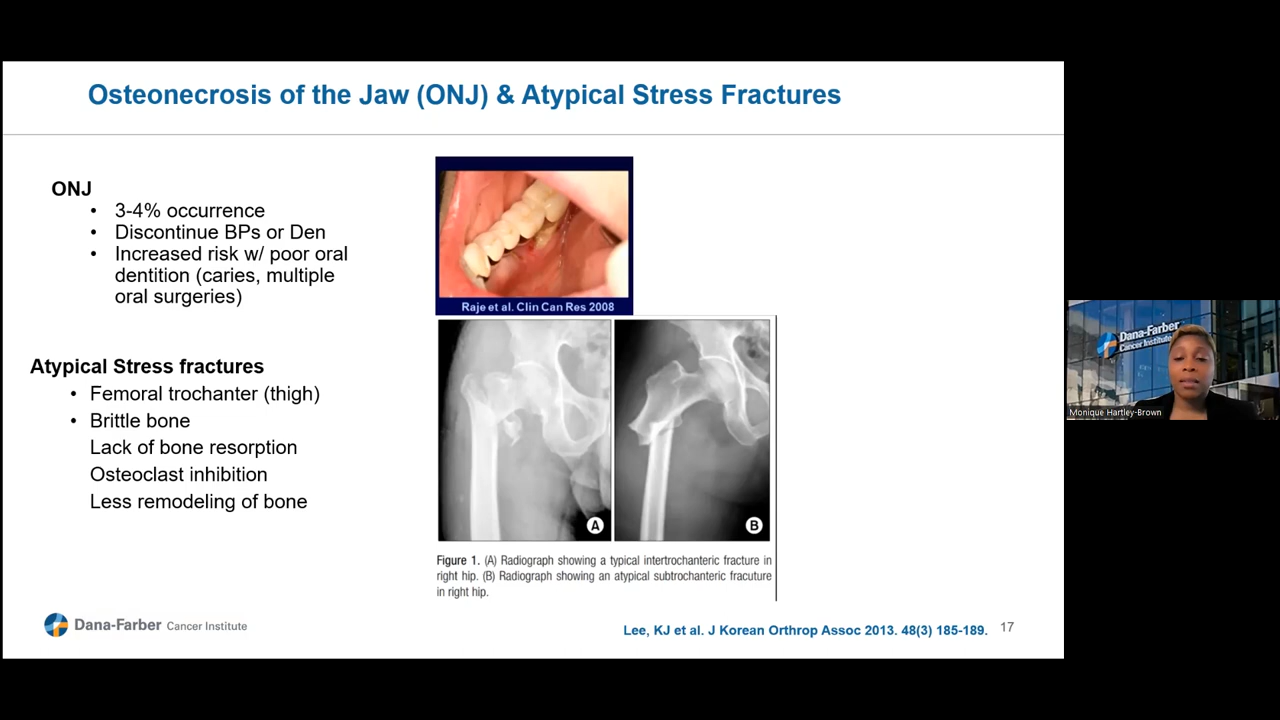 Osteonecrosis of the Jaw (ONJ) & Atypical Stress Fractures
ONJ
• 3-4% occurrence
• Discontinue BPs or Den
• Increased risk w/ poor oral
dentition (caries, multiple
oral surgeries)
Atypical Stress fractures
• Femoral trochanter (thigh)
• Brittle bone
Lack of bone resorption
Osteoclast inhibition
Less remodeling of bone
Raje et al. Clin Can Res 2008
A
B
Figure 1. (A) Radiograph showing a typical intertrochanteric fracture in
right hip. (B) Radiograph showing an atypical subtrochanteric fracuture
in right hip.
Dana-Farber Cancer Institute
Lee, KJ et al. J Korean Orthrop Assoc 2013. 48(3) 185-189.
17
Dana-Farber
Cancer Institute
Monique Hartley-Brown